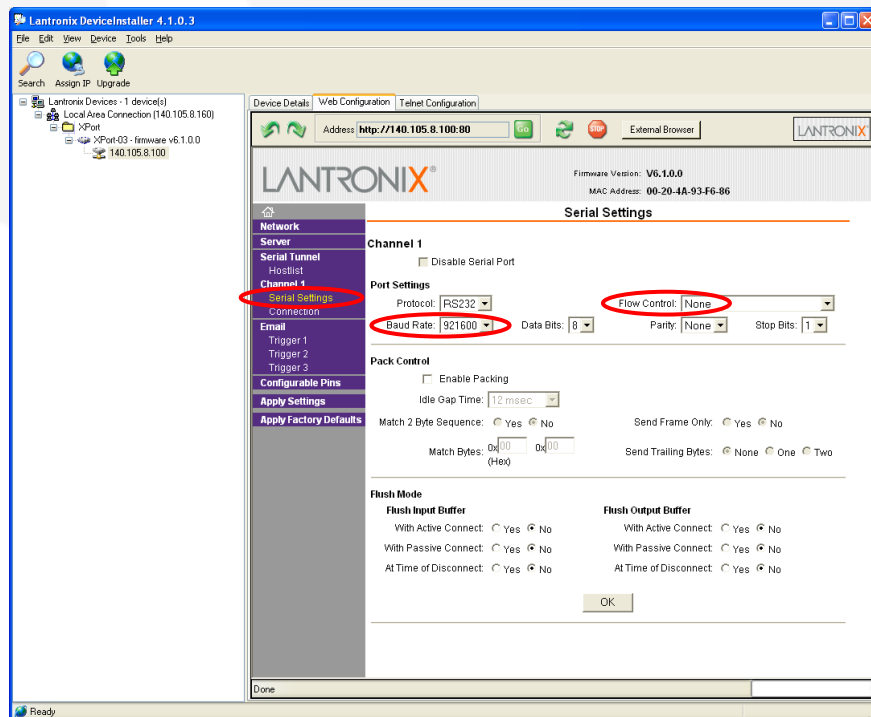 Lantronix DeviceInstaller 4.1.0.3
File Edit View Device Tools Help
Search Assign IP Upgrade
Lantronix Devices - 1 device(s)
Local Area Connection (140.105.8.160)
XPort
XPort-03 - firmware v6.1.0.0
140.105.8.100
Device Details Web Configuration Telnet Configuration
Address http://140.105.8.100:80 Go STOP External Browser LANTRONIX
LANTRONIX®
Firmware Version: V6.1.0.0
MAC Address: 00-20-4A-93-F6-86
Network
Server
Serial Tunnel
Hostlist
Channel 1
Serial Settings
Connection
Email
Trigger 1
Trigger 2
Trigger 3
Configurable Pins
Apply Settings
Apply Factory Defaults
Serial Settings
Channel 1
Disable Serial Port
Port Settings
Protocol: RS232 Flow Control: None
Baud Rate: 921600 Data Bits: 8 Parity: None Stop Bits: 1
Pack Control
Enable Packing
Idle Gap Time: 12 msec
Match 2 Byte Sequence: Yes No Send Frame Only: Yes No
Match Bytes: 0x 00 0x 00 Send Trailing Bytes: None One Two
(Hex)
Flush Mode
Flush Input Buffer Flush Output Buffer
With Active Connect: Yes No With Active Connect: Yes No
With Passive Connect: Yes No With Passive Connect: Yes No
At Time of Disconnect: Yes No At Time of Disconnect: Yes No
OK
Done
Ready